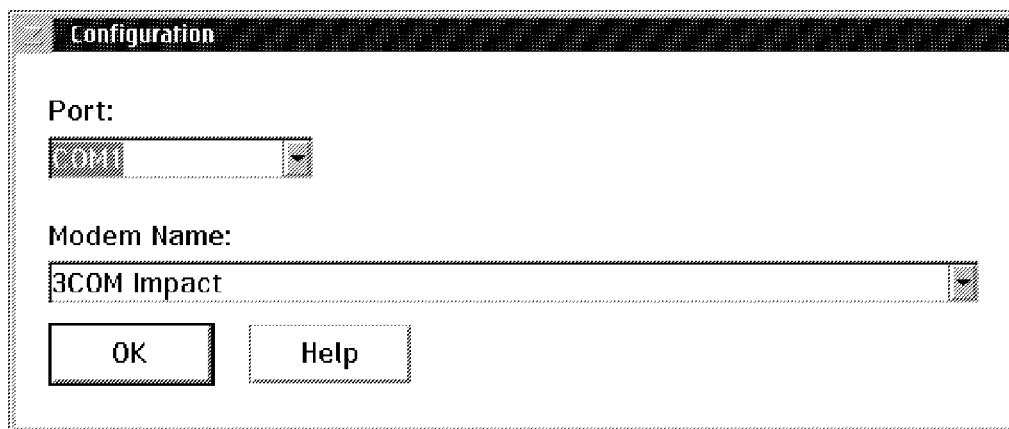 Configuration
Port:
COM1
Modem Name:
3COM Impact
OK Help